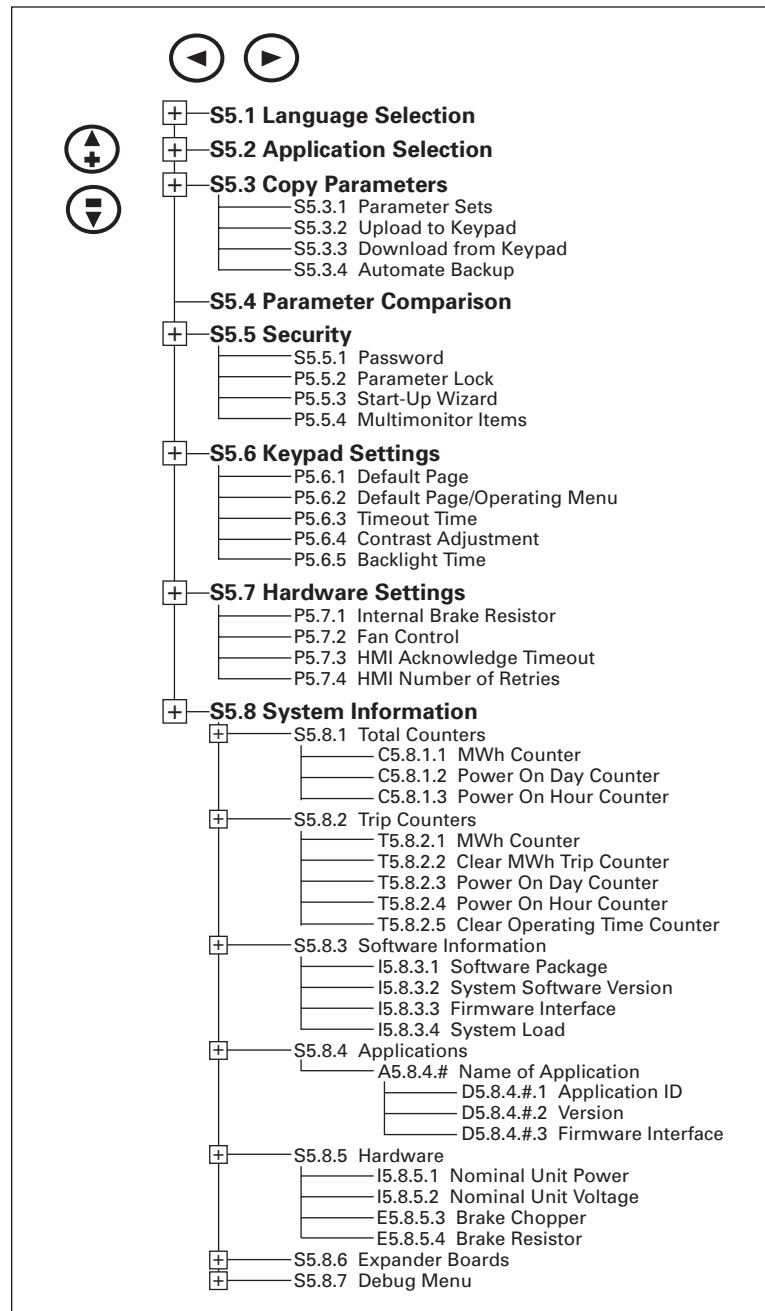 S5.1 Language Selection
S5.2 Application Selection
S5.3 Copy Parameters
S5.3.1 Parameter Sets
S5.3.2 Upload to Keypad
S5.3.3 Download from Keypad
S5.3.4 Automate Backup
S5.4 Parameter Comparison
S5.5 Security
S5.5.1 Password
P5.5.2 Parameter Lock
P5.5.3 Start-Up Wizard
P5.5.4 Multimonitor Items
S5.6 Keypad Settings
P5.6.1 Default Page
P5.6.2 Default Page/Operating Menu
P5.6.3 Timeout Time
P5.6.4 Contrast Adjustment
P5.6.5 Backlight Time
S5.7 Hardware Settings
P5.7.1 Internal Brake Resistor
P5.7.2 Fan Control
P5.7.3 HMI Acknowledge Timeout
P5.7.4 HMI Number of Retries
S5.8 System Information
S5.8.1 Total Counters
C5.8.1.1 MWh Counter
C5.8.1.2 Power On Day Counter
C5.8.1.3 Power On Hour Counter
S5.8.2 Trip Counters
T5.8.2.1 MWh Counter
T5.8.2.2 Clear MWh Trip Counter
T5.8.2.3 Power On Day Counter
T5.8.2.4 Power On Hour Counter
T5.8.2.5 Clear Operating Time Counter
S5.8.3 Software Information
I5.8.3.1 Software Package
I5.8.3.2 System Software Version
I5.8.3.3 Firmware Interface
I5.8.3.4 System Load
S5.8.4 Applications
A5.8.4.# Name of Application
D5.8.4.#.1 Application ID
D5.8.4.#.2 Version
D5.8.4.#.3 Firmware Interface
S5.8.5 Hardware
I5.8.5.1 Nominal Unit Power
I5.8.5.2 Nominal Unit Voltage
E5.8.5.3 Brake Chopper
E5.8.5.4 Brake Resistor
S5.8.6 Expander Boards
S5.8.7 Debug Menu